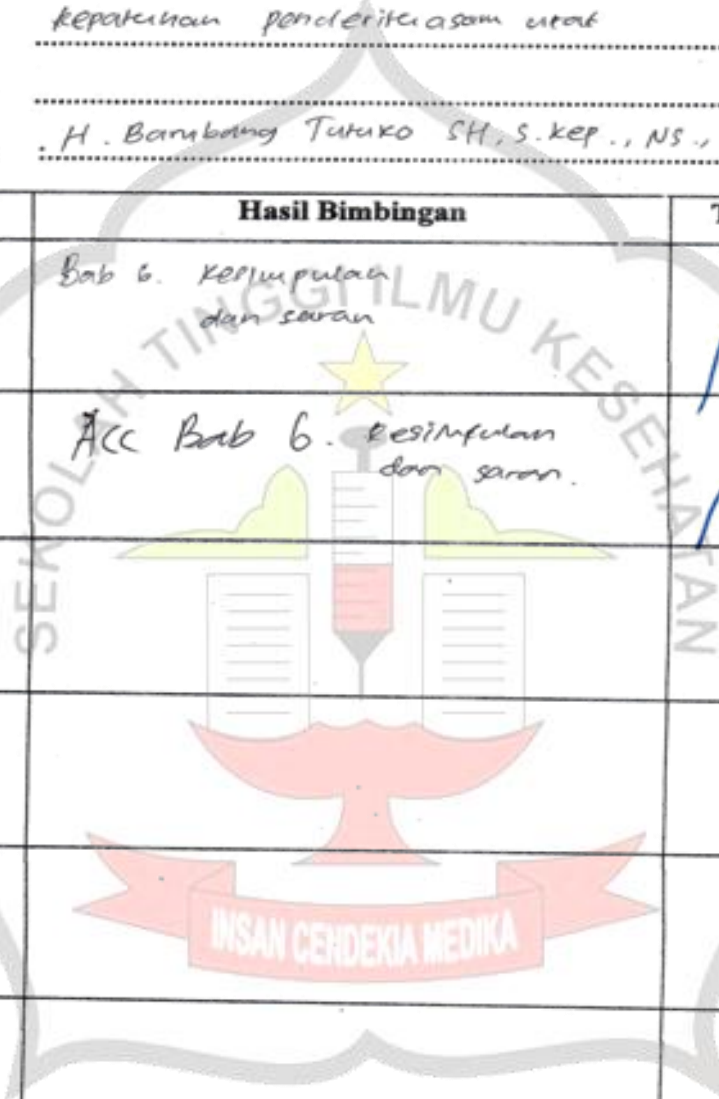 kepatuhan penderita asam urat
. H. Bambang Tutuko SH, S.kep., NS.,
Hasil Bimbingan
Bab 6. Kesimpulan
dan saran
Acc Bab 6. kesimpulan
dan saran.
SEKOLAH TINGGI ILMU KESEHATAN
INSAN CENDEKIA MEDIKA